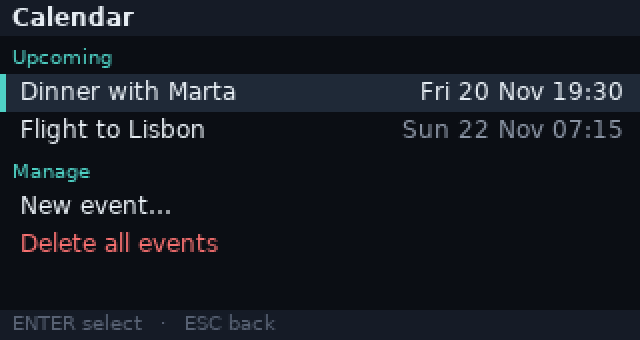 Calendar
Upcoming
Dinner with Marta Fri 20 Nov 19:30
Flight to Lisbon Sun 22 Nov 07:15
Manage
New event...
Delete all events
ENTER select · ESC back